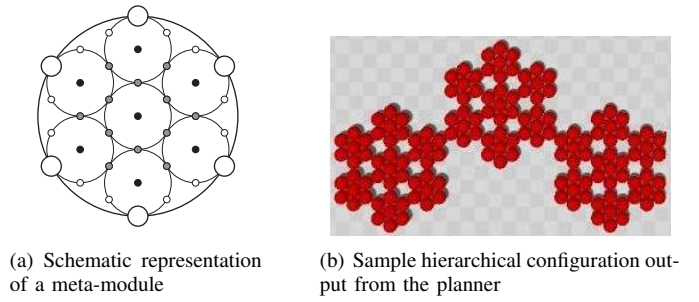 (a) Schematic representation
of a meta-module
(b) Sample hierarchical configuration out-
put from the planner